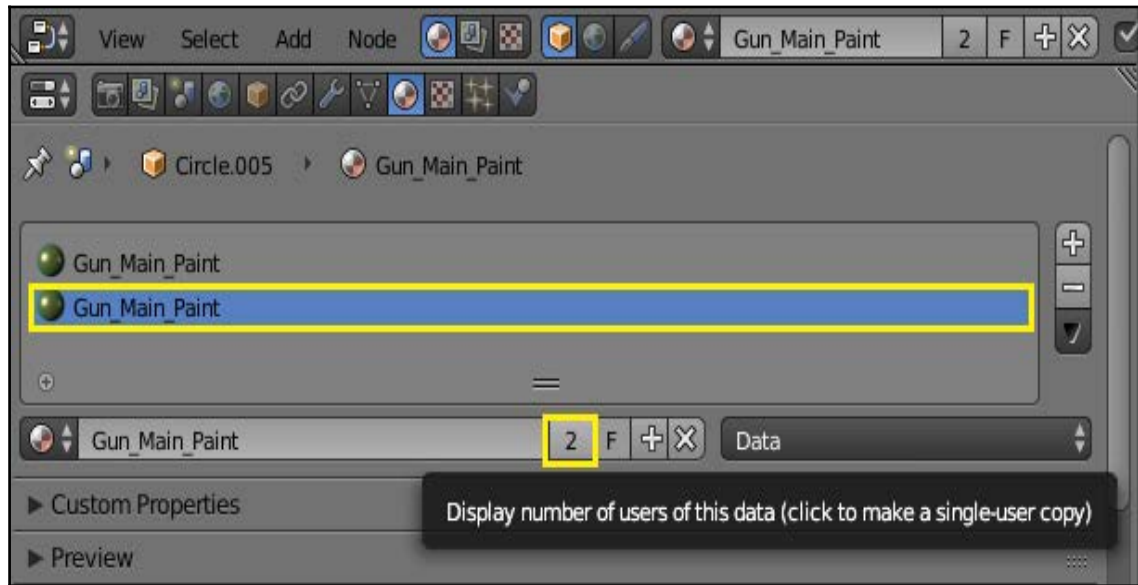 View Select Add Node Gun_Main_Paint 2 F
Circle.005 Gun_Main_Paint
Gun_Main_Paint
Gun_Main_Paint
Gun_Main_Paint 2 F Data
Custom Properties
Display number of users of this data (click to make a single-user copy)
Preview